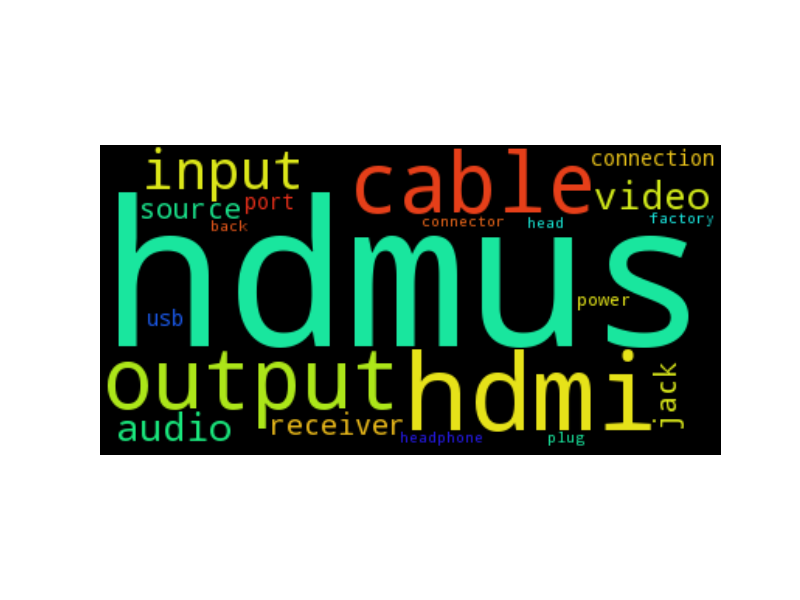 input
cable
connection
source
port
video
back
connector
head
factory
hdmus
usb
power
output
hdmi
jack
audio
receiver
headphone
plug